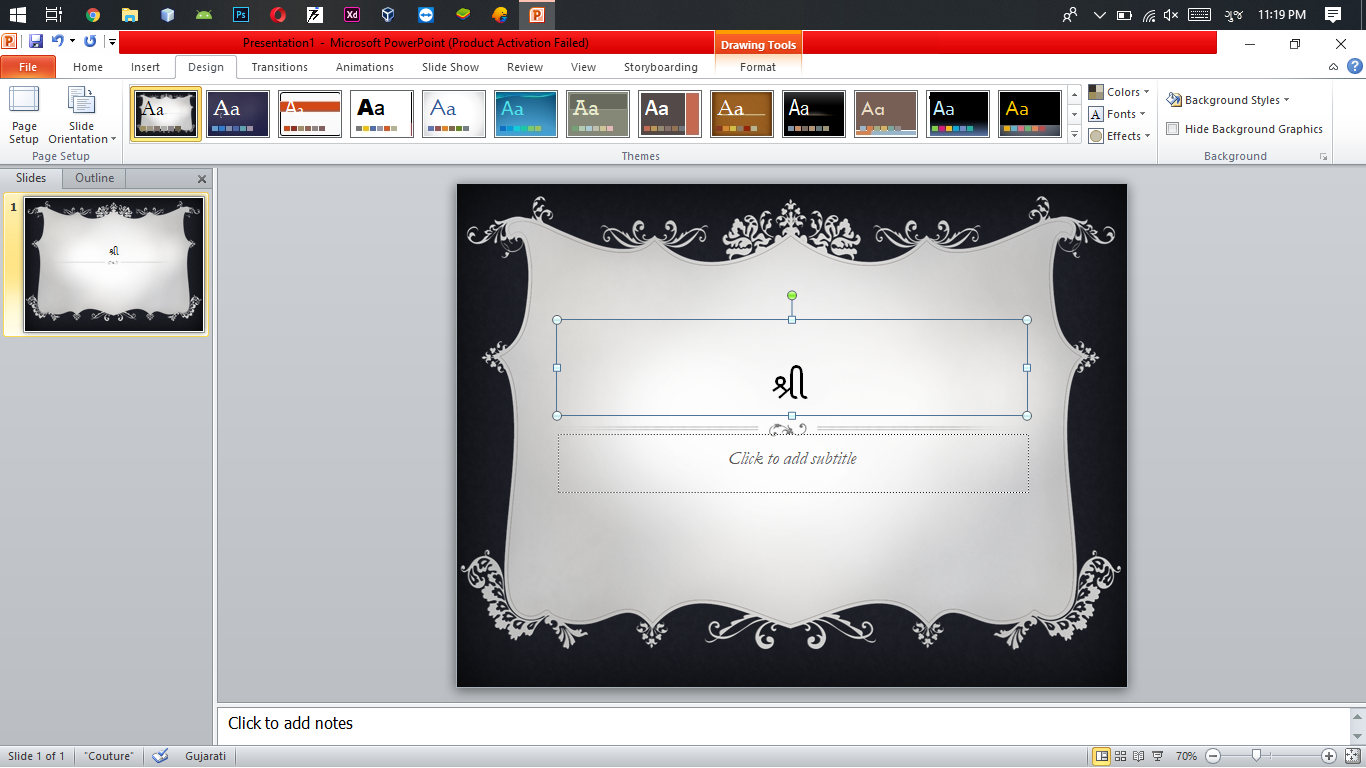 11:19 PM
Presentation1 - Microsoft PowerPoint (Product Activation Failed)
Drawing Tools
File Home Insert Design Transitions Animations Slide Show Review View Storyboarding Format
Aa Aa Aa Aa Aa Aa Aa Aa Aa Aa Aa Aa Aa
Page Setup
Slide Orientation
Colors
Fonts
Effects
Background Styles
Hide Background Graphics
Page Setup Themes Background
Slides Outline
1
શ્રી
શ્રી
Click to add subtitle
Click to add notes
Slide 1 of 1 "Couture" Gujarati 70%